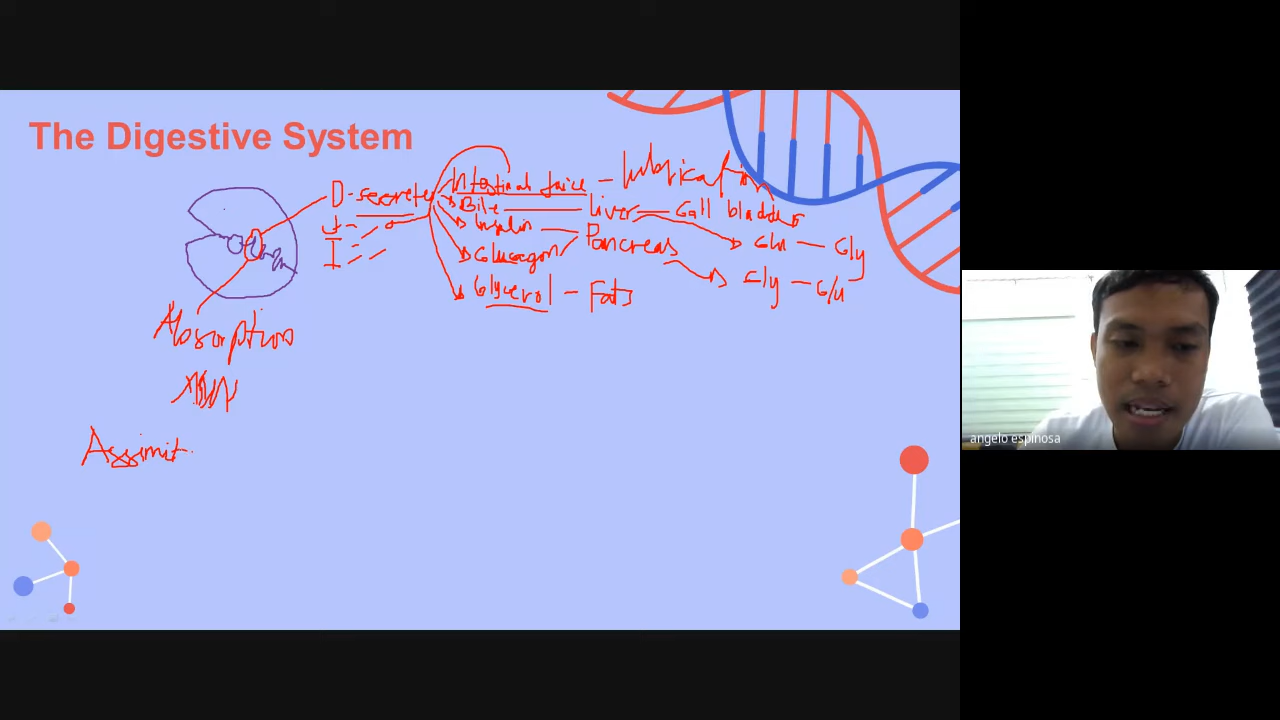 The Digestive System
D-secretes
Intestinal juice - lubrication
Bile - Liver - Gall bladder
Insulin - Pancreas
Glu - Gly
Glucagon
Gly - Glu
Glycerol - Fats
J-
I
Absorption
Assimit
angelo espinosa